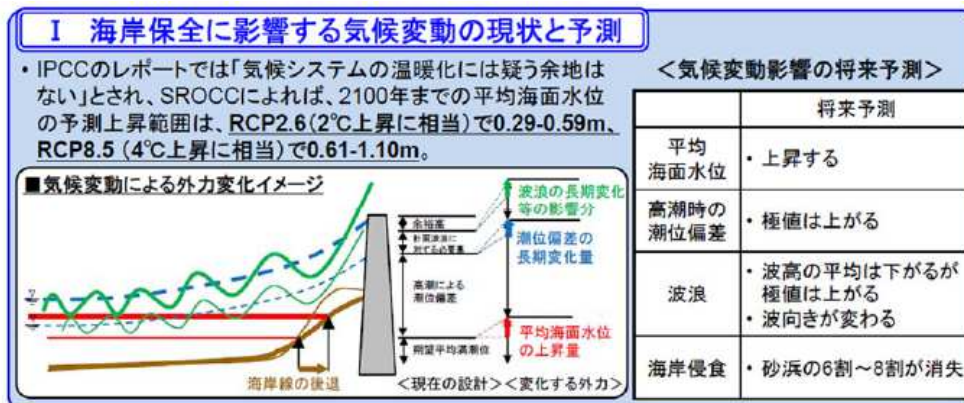 I 海岸保全に影響する気候変動の現状と予測
・IPCCのレポートでは「気候システムの温暖化には疑う余地は
ない」とされ、SROCCによれば、2100年までの平均海面水位
の予測上昇範囲は、RCP2.6(2℃上昇に相当)で0.29-0.59m、
RCP8.5 (4℃上昇に相当)で0.61-1.10m。
■気候変動による外力変化イメージ
波浪の長期変化
等の影響分
余裕高
計画波浪に
対する必要高
潮位偏差の
長期変化量
高潮による
潮位偏差
平均海面水位
の上昇量
朔望平均満潮位
海岸線の後退
<現在の設計>
<変化する外力>
<気候変動影響の将来予測>
将来予測
平均
海面水位
・上昇する
高潮時の
潮位偏差
・極値は上がる
波浪
・波高の平均は下がるが
極値は上がる
・波向きが変わる
海岸侵食
・砂浜の6割~8割が消失